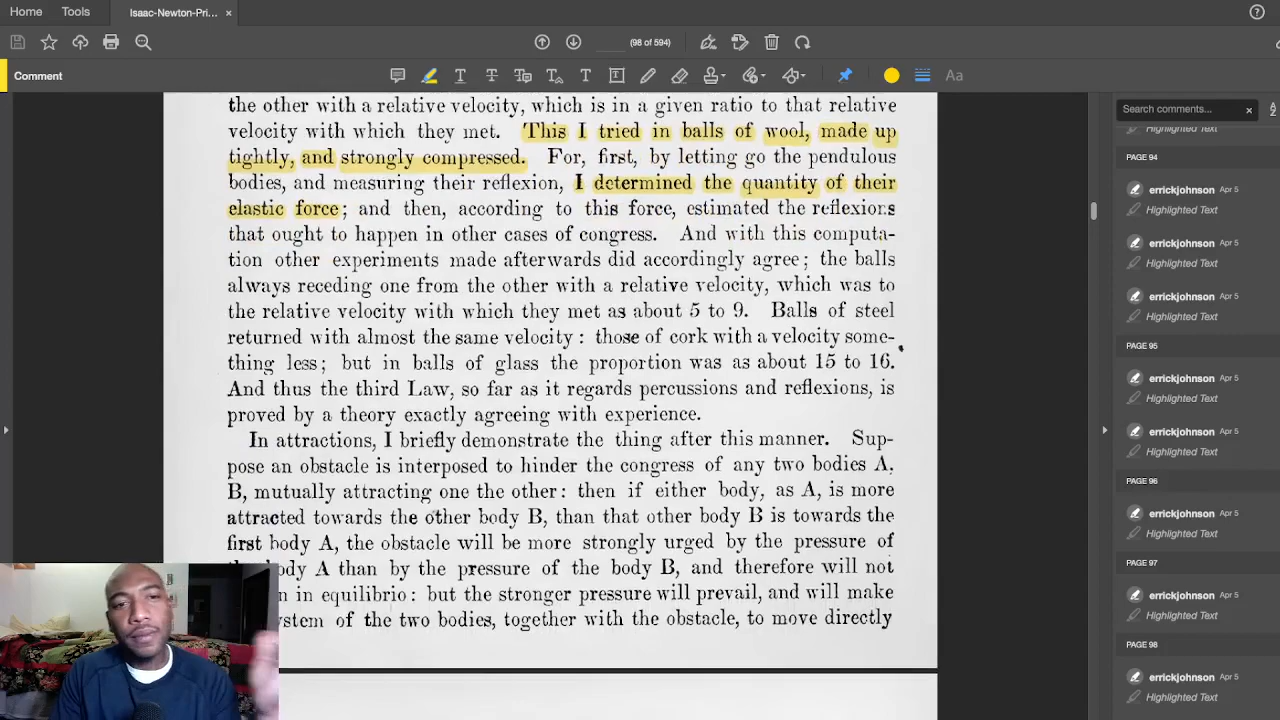 Home
Tools
Isaac-Newton-Pri... ×
(98 of 594)
Comment
Aa
the other with a relative velocity, which is in a given ratio to that relative
velocity with which they met. This I tried in balls of wool, made up
tightly, and strongly compressed. For, first, by letting go the pendulous
bodies, and measuring their reflexion, I determined the quantity of their
elastic force; and then, according to this force, estimated the reflexions
that ought to happen in other cases of congress. And with this computa-
tion other experiments made afterwards did accordingly agree; the balls
always receding one from the other with a relative velocity, which was to
the relative velocity with which they met as about 5 to 9. Balls of steel
returned with almost the same velocity: those of cork with a velocity some-
thing less; but in balls of glass the proportion was as about 15 to 16.
And thus the third Law, so far as it regards percussions and reflexions, is
proved by a theory exactly agreeing with experience.
In attractions, I briefly demonstrate the thing after this manner. Sup-
pose an obstacle is interposed to hinder the congress of any two bodies A,
B, mutually attracting one the other: then if either body, as A, is more
attracted towards the other body B, than that other body B is towards the
first body A, the obstacle will be more strongly urged by the pressure of
body A than by the pressure of the body B, and therefore will not
in equilibrio: but the stronger pressure will prevail, and will make
of the two bodies, together with the obstacle, to move directly
Search comments... ×
Highlighted Text
PAGE 94
errickjohnson Apr 5
Highlighted Text
errickjohnson Apr 5
Highlighted Text
errickjohnson Apr 5
Highlighted Text
PAGE 95
errickjohnson Apr 5
Highlighted Text
errickjohnson Apr 5
Highlighted Text
PAGE 96
errickjohnson Apr 5
Highlighted Text
PAGE 97
errickjohnson Apr 5
Highlighted Text
PAGE 98
errickjohnson Apr 5
Highlighted Text